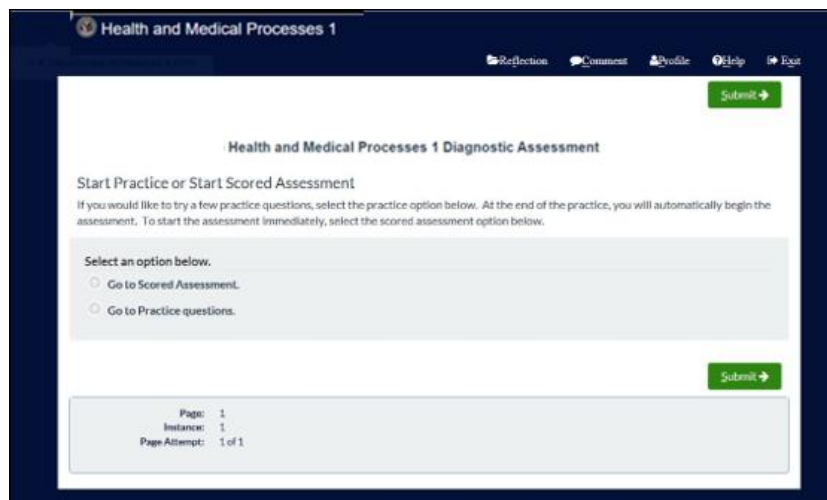 Health and Medical Processes 1
Reflection Comment Profile Help Exit
Submit
Health and Medical Processes 1 Diagnostic Assessment
Start Practice or Start Scored Assessment
If you would like to try a few practice questions, select the practice option below. At the end of the practice, you will automatically begin the
assessment. To start the assessment immediately, select the scored assessment option below.
Select an option below.
Go to Scored Assessment.
Go to Practice questions.
Submit
Page: 1
Instance: 1
Page Attempt: 1 of 1